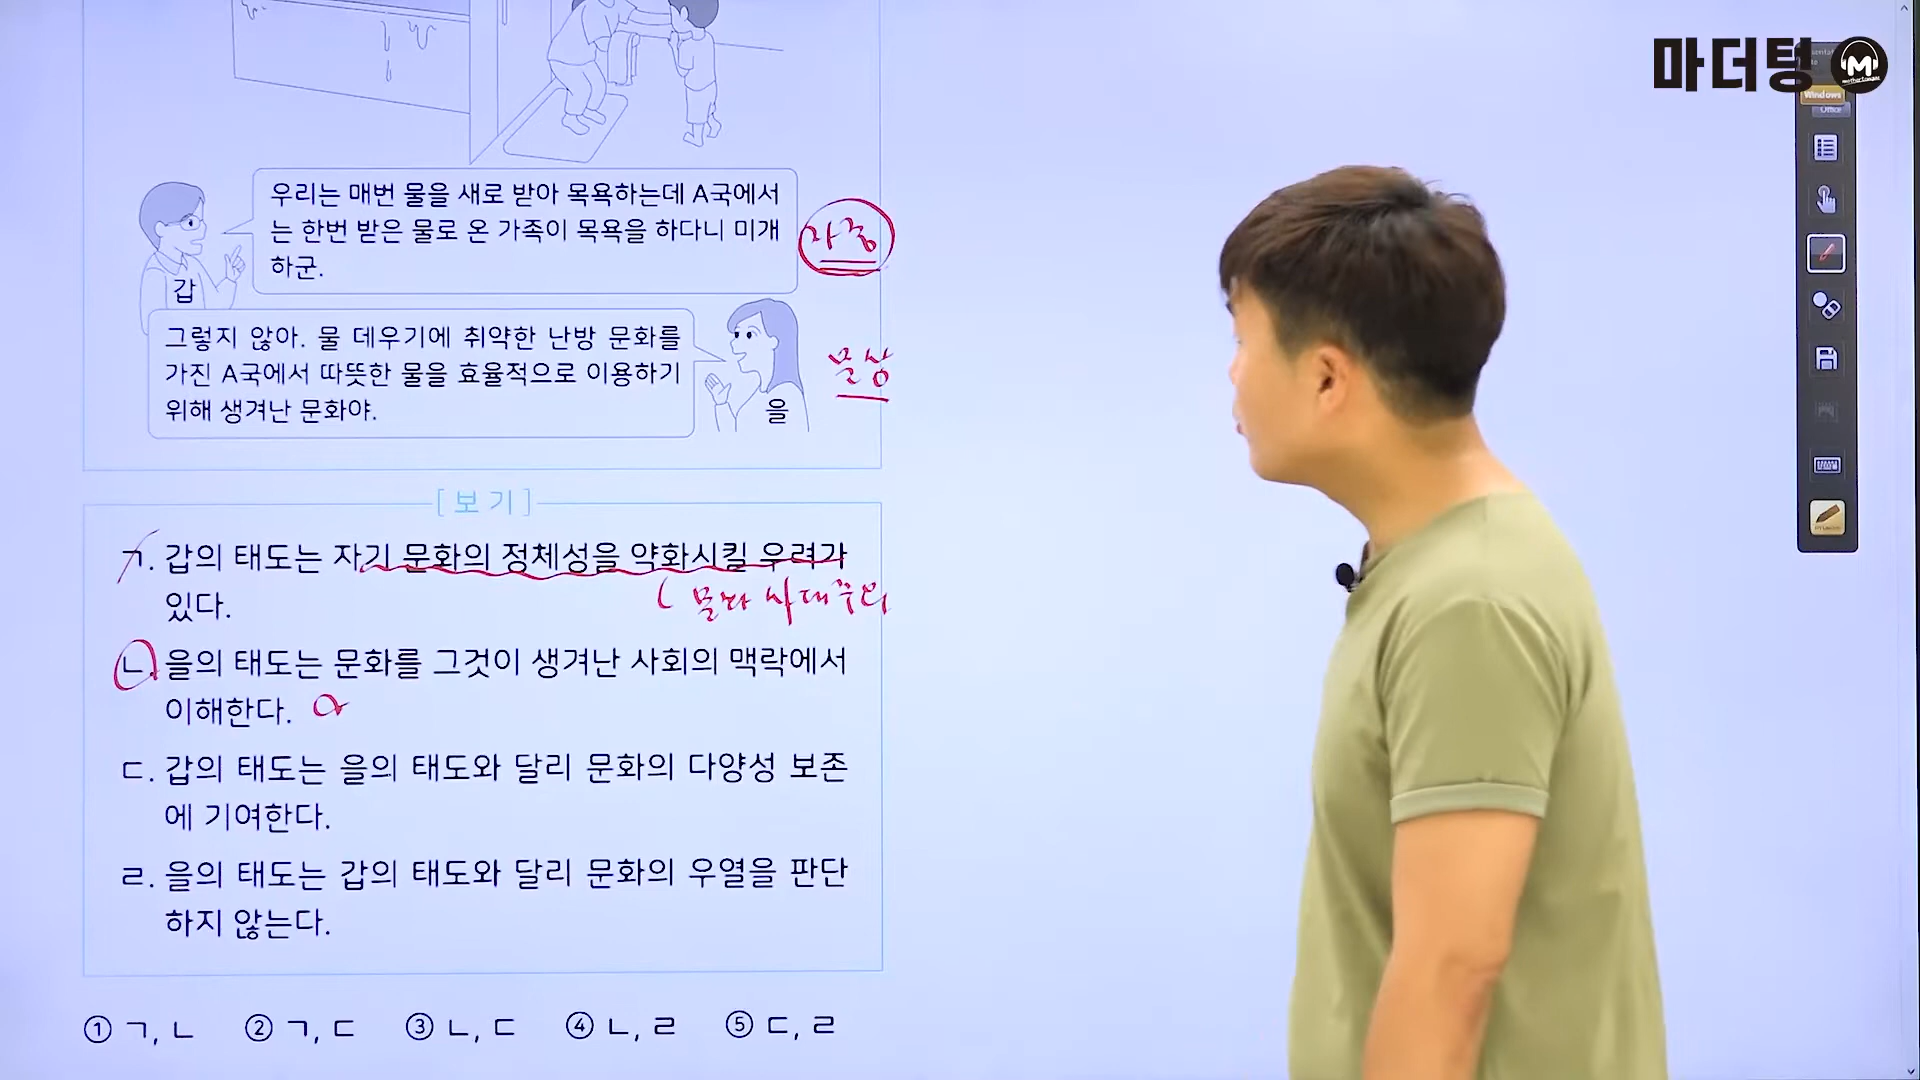 마더텅
M
Windows
Office
우리는 매번 물을 새로 받아 목욕하는데 A국에서
는 한번 받은 물로 온 가족이 목욕을 하다니 미개
하군.
자중
갑
그렇지 않아. 물 데우기에 취약한 난방 문화를
가진 A국에서 따뜻한 물을 효율적으로 이용하기
위해 생겨난 문화야.
문상
을
[ 보 기 ]
ㄱ. 갑의 태도는 자기 문화의 정체성을 약화시킬 우려가
있다.
문화 사대주의
ㄴ. 을의 태도는 문화를 그것이 생겨난 사회의 맥락에서
이해한다.
ㄷ. 갑의 태도는 을의 태도와 달리 문화의 다양성 보존
에 기여한다.
ㄹ. 을의 태도는 갑의 태도와 달리 문화의 우열을 판단
하지 않는다.
① ㄱ, ㄴ ② ㄱ, ㄷ ③ ㄴ, ㄷ ④ ㄴ, ㄹ ⑤ ㄷ, ㄹ